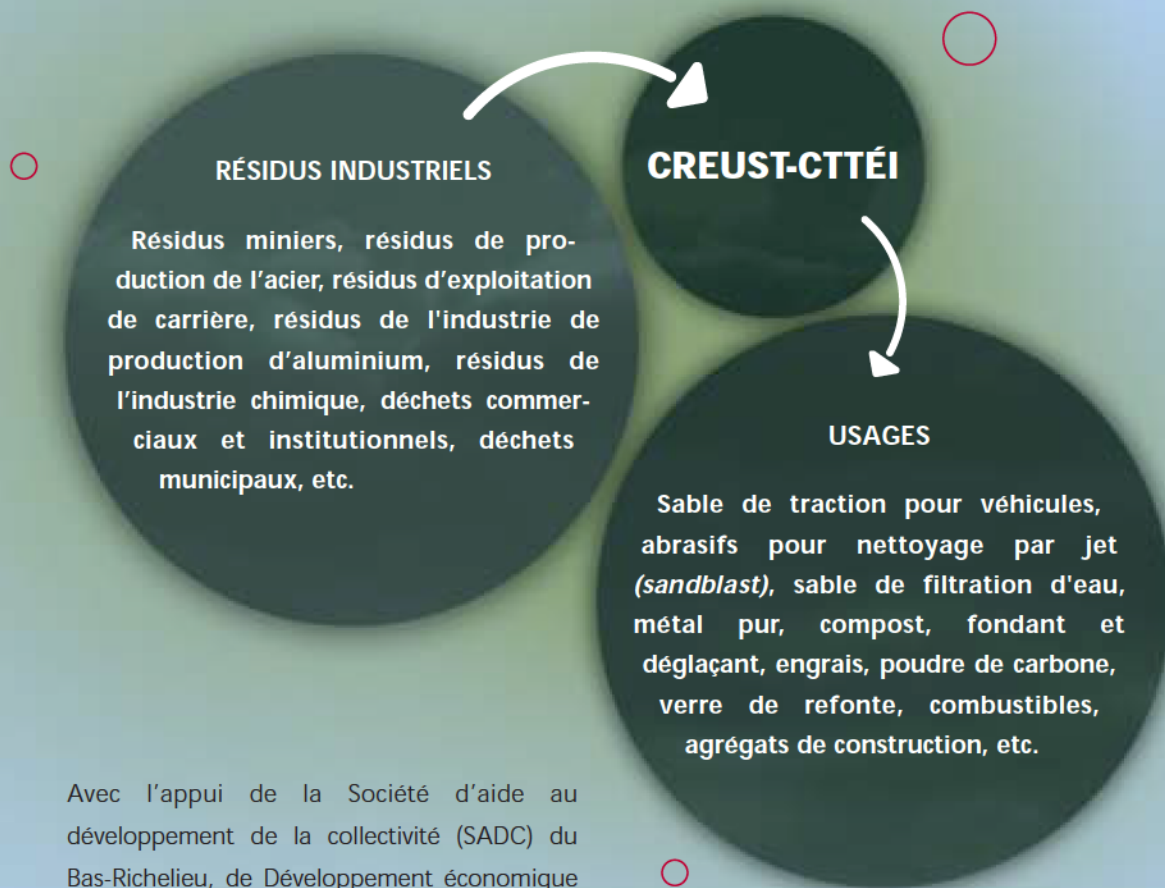 RÉSIDUS INDUSTRIELS
Résidus miniers, résidus de pro-
duction de l'acier, résidus d'exploitation
de carrière, résidus de l'industrie de
production d'aluminium, résidus de
l'industrie chimique, déchets commer-
ciaux et institutionnels, déchets
municipaux, etc.
CREUST-CTTÉI
USAGES
Sable de traction pour véhicules,
abrasifs pour nettoyage par jet
(sandblast), sable de filtration d'eau,
métal pur, compost, fondant et
déglaçant, engrais, poudre de carbone,
verre de refonte, combustibles,
agrégats de construction, etc.
Avec l'appui de la Société d'aide au
développement de la collectivité (SADC) du
Bas-Richelieu, de Développement économique